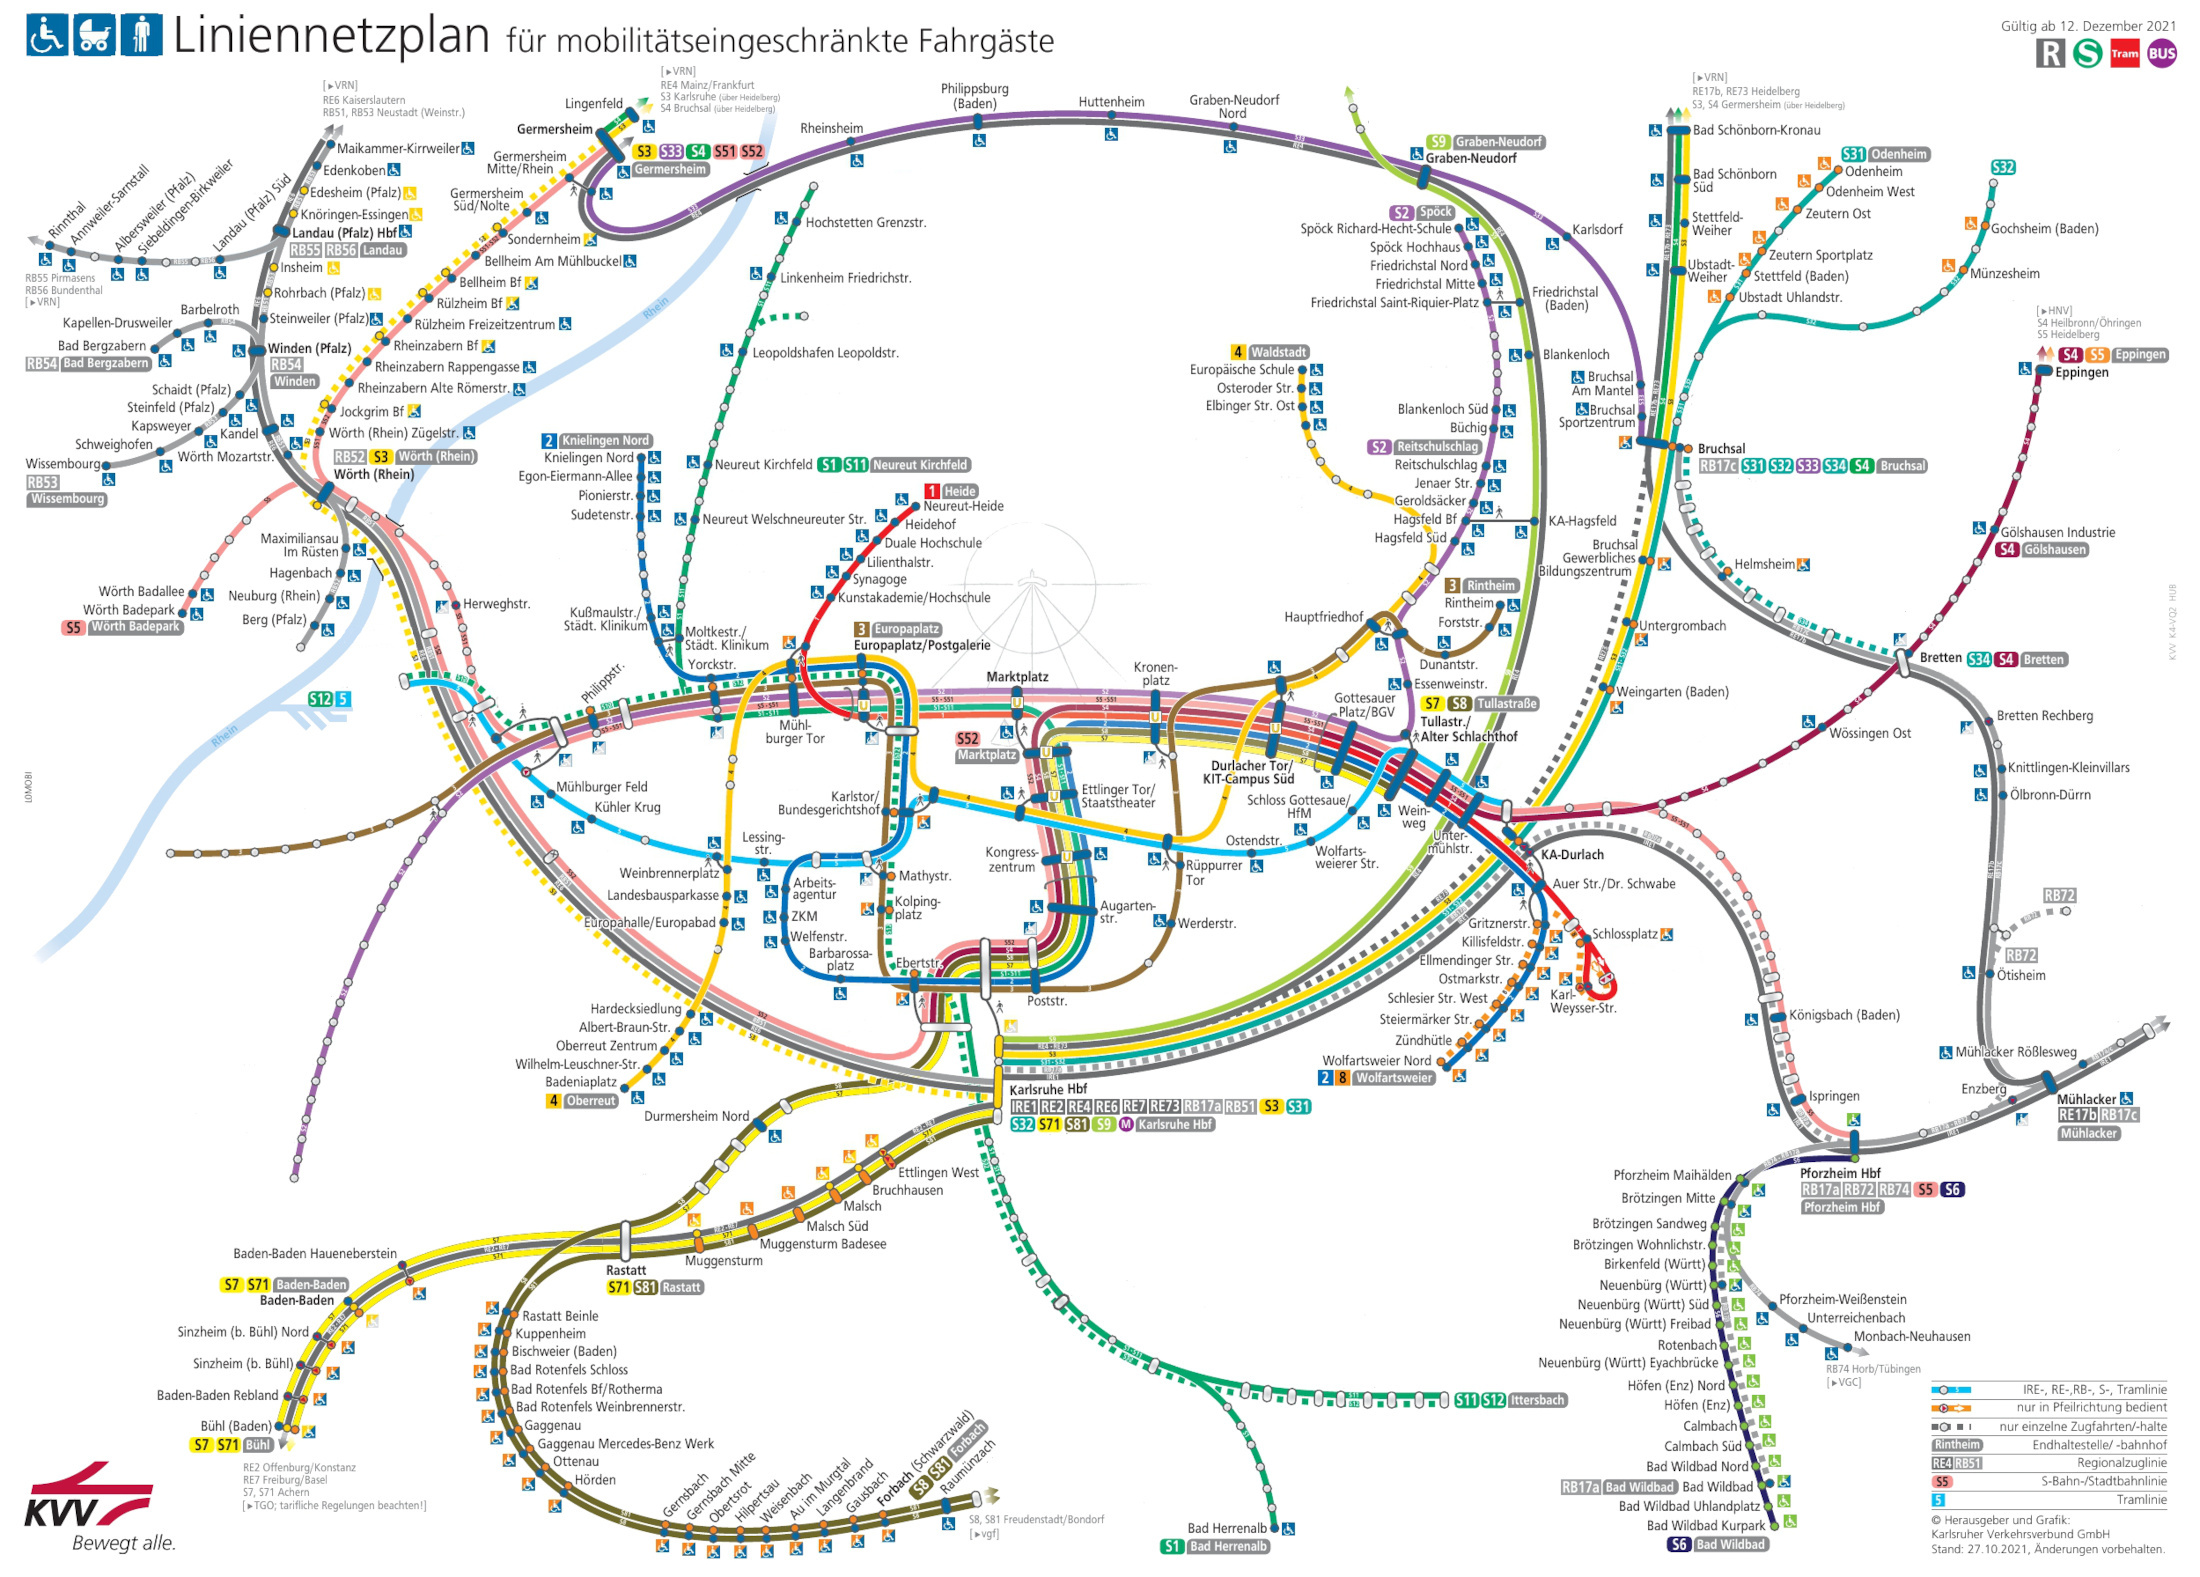 Liniennetzplan für mobilitätseingeschränkte Fahrgäste
Gültig ab 12. Dezember 2021
R S Tram BUS
[▸VRN]
RE6 Kaiserslautern
RB51, RB53 Neustadt (Weinstr.)
[▸VRN]
RE4 Mainz/Frankfurt
S3 Karlsruhe (über Heidelberg)
S4 Bruchsal (über Heidelberg)
[▸VRN]
RE17b, RE73 Heidelberg
S3, S4 Germersheim (über Heidelberg)
Rinnthal
Annweiler-Sarnstall
Albersweiler (Pfalz)
Siebeldingen-Birkweiler
Landau (Pfalz) Süd
RB55 Pirmasens
RB56 Bundenthal
[▸VRN]
Maikammer-Kirrweiler
Edenkoben
Edesheim (Pfalz)
Knöringen-Essingen
Landau (Pfalz) Hbf
RB55 RB56 Landau
Insheim
Rohrbach (Pfalz)
Steinweiler (Pfalz)
Winden (Pfalz)
RB54
Winden
Barbelroth
Kapellen-Drusweiler
Bad Bergzabern
RB54 Bad Bergzabern
Schaidt (Pfalz)
Steinfeld (Pfalz)
Kapsweyer
Schweighofen
Wissembourg
RB53
Wissembourg
Kandel
Wörth Mozartstr.
Lingenfeld
Germersheim
S3 S33 S4 S51 S52
Germersheim
Germersheim
Mitte/Rhein
Germersheim
Süd/Nolte
Sondernheim
Bellheim Am Mühlbuckel
Bellheim Bf
Rülzheim Bf
Rülzheim Freizeitzentrum
Rheinzabern Bf
Rheinzabern Rappengasse
Rheinzabern Alte Römerstr.
Jockgrim Bf
Wörth (Rhein) Zügelstr.
RB52 S3 Wörth (Rhein)
Wörth (Rhein)
Maximiliansau
Im Rüsten
Hagenbach
Neuburg (Rhein)
Berg (Pfalz)
Wörth Badallee
Wörth Badepark
S5 Wörth Badepark
Herweghstr.
Rhein
Rhein
S12 5
Rheinsheim
Philippsburg
(Baden)
Huttenheim
Graben-Neudorf
Nord
S9 Graben-Neudorf
Graben-Neudorf
Karlsdorf
Hochstetten Grenzstr.
Linkenheim Friedrichstr.
Leopoldshafen Leopoldstr.
Neureut Kirchfeld S1 S11 Neureut Kirchfeld
Neureut Welschneureuter Str.
2 Knielingen Nord
Knielingen Nord
Egon-Eiermann-Allee
Pionierstr.
Sudetenstr.
Kußmaulstr./
Städt. Klinikum
Moltkestr./
Städt. Klinikum
Yorckstr.
Philippstr.
1 Heide
Neureut-Heide
Heidehof
Duale Hochschule
Lilienthalstr.
Synagoge
Kunstakademie/Hochschule
3 Europaplatz
Europaplatz/Postgalerie
Mühl-
burger Tor
Marktplatz
S52
Marktplatz
Kronen-
platz
Durlacher Tor/
KIT-Campus Süd
Gottesauer
Platz/BGV
S7 S8 Tullastraße
Tullastr./
Alter Schlachthof
Essenweinstr.
Hauptfriedhof
Dunantstr.
3 Rintheim
Rintheim
Forststr.
4 Waldstadt
Europäische Schule
Osteroder Str.
Elbinger Str. Ost
S2 Spöck
Spöck Richard-Hecht-Schule
Spöck Hochhaus
Friedrichstal Nord
Friedrichstal Mitte
Friedrichstal Saint-Riquier-Platz
Friedrichstal
(Baden)
Blankenloch
Blankenloch Süd
Büchig
S2 Reitschulschlag
Reitschulschlag
Jenaer Str.
Geroldsäcker
Hagsfeld Bf
Hagsfeld Süd
KA-Hagsfeld
Bad Schönborn-Kronau
Bad Schönborn
Süd
Stettfeld-
Weiher
Ubstadt-
Weiher
S31 Odenheim
Odenheim
Odenheim West
Zeutern Ost
Zeutern Sportplatz
Stettfeld (Baden)
Ubstadt Uhlandstr.
S32
Gochsheim (Baden)
Münzesheim
Bruchsal
Am Mantel
Bruchsal
Sportzentrum
Bruchsal
RB17c S31 S32 S33 S34 S4 Bruchsal
Bruchsal
Gewerbliches
Bildungszentrum
Helmsheim
Untergrombach
Weingarten (Baden)
[▸HNV]
S4 Heilbronn/Öhringen
S5 Heidelberg
S4 S5 Eppingen
Eppingen
Gölshausen Industrie
S4 Gölshausen
Bretten S34 S4 Bretten
Bretten Rechberg
Wössingen Ost
Knittlingen-Kleinvillars
Ölbronn-Dürrn
RB72
RB72
Ötisheim
Mühlacker Rößlesweg
Enzberg
Mühlacker
RE17b RB17c
Mühlacker
Mühlburger Feld
Kühler Krug
Lessing-
str.
Weinbrennerplatz
Landesbausparkasse
Europahalle/Europabad
Karlstor/
Bundesgerichtshof
Ettlinger Tor/
Staatstheater
Kongress-
zentrum
Mathystr.
Kolping-
platz
Augarten-
str.
Arbeits-
agentur
ZKM
Welfenstr.
Barbarossa-
platz
Ebertstr.
Poststr.
Rüppurrer
Tor
Werderstr.
Schloss Gottesaue/
HfM
Ostendstr.
Wolfarts-
weierer Str.
Wein-
weg
Unter-
mühlstr.
KA-Durlach
Auer Str./Dr. Schwabe
Gritznerstr.
Killisfeldstr.
Ellmendinger Str.
Ostmarkstr.
Schlesier Str. West
Steiermärker Str.
Zündhütle
Wolfartsweier Nord
2 8 Wolfartsweier
Schlossplatz
Karl-
Weysser-Str.
Hardecksiedlung
Albert-Braun-Str.
Oberreut Zentrum
Wilhelm-Leuschner-Str.
Badeniaplatz
4 Oberreut
Karlsruhe Hbf
IRE1 RE2 RE4 RE6 RE7 RE73 RB17a RB51 S3 S31
S32 S71 S81 S9 M Karlsruhe Hbf
Durmersheim Nord
Ettlingen West
Bruchhausen
Malsch
Malsch Süd
Muggensturm Badesee
Muggensturm
Rastatt
S71 S81 Rastatt
Baden-Baden Haueneberstein
S7 S71 Baden-Baden
Baden-Baden
Sinzheim (b. Bühl) Nord
Sinzheim (b. Bühl)
Baden-Baden Rebland
Bühl (Baden)
S7 S71 Bühl
RE2 Offenburg/Konstanz
RE7 Freiburg/Basel
S7, S71 Achern
[▸TGO; tarifliche Regelungen beachten!]
Rastatt Beinle
Kuppenheim
Bischweier (Baden)
Bad Rotenfels Schloss
Bad Rotenfels Bf/Rotherma
Bad Rotenfels Weinbrennerstr.
Gaggenau
Gaggenau Mercedes-Benz Werk
Ottenau
Hörden
Gernsbach
Gernsbach Mitte
Obertsrot
Hilpertsau
Weisenbach
Au im Murgtal
Langenbrand
Gausbach
Forbach (Schwarzwald)
S8 S81 Forbach
Raumünzach
S8, S81 Freudenstadt/Bondorf
[▸vgf]
S11 S12 Ittersbach
Bad Herrenalb
S1 Bad Herrenalb
Königsbach (Baden)
Ispringen
Pforzheim Hbf
RB17a RB72 RB74 S5 S6
Pforzheim Hbf
Pforzheim Maihälden
Brötzingen Mitte
Brötzingen Sandweg
Brötzingen Wohnlichstr.
Birkenfeld (Württ)
Neuenbürg (Württ)
Neuenbürg (Württ) Süd
Neuenbürg (Württ) Freibad
Rotenbach
Neuenbürg (Württ) Eyachbrücke
Höfen (Enz) Nord
Höfen (Enz)
Calmbach
Calmbach Süd
Bad Wildbad Nord
RB17a Bad Wildbad Bad Wildbad
Bad Wildbad Uhlandplatz
Bad Wildbad Kurpark
S6 Bad Wildbad
Pforzheim-Weißenstein
Unterreichenbach
Monbach-Neuhausen
RB74 Horb/Tübingen
[▸VGC]
IRE-, RE-,RB-, S-, Tramlinie
nur in Pfeilrichtung bedient
nur einzelne Zugfahrten/-halte
Rintheim Endhaltestelle/ -bahnhof
RE4 RB51 Regionalzuglinie
S5 S-Bahn-/Stadtbahnlinie
5 Tramlinie
© Herausgeber und Grafik:
Karlsruher Verkehrsverbund GmbH
Stand: 27.10.2021, Änderungen vorbehalten.
KVV
Bewegt alle.
L0MOBI
KVV K4-V02 HUB